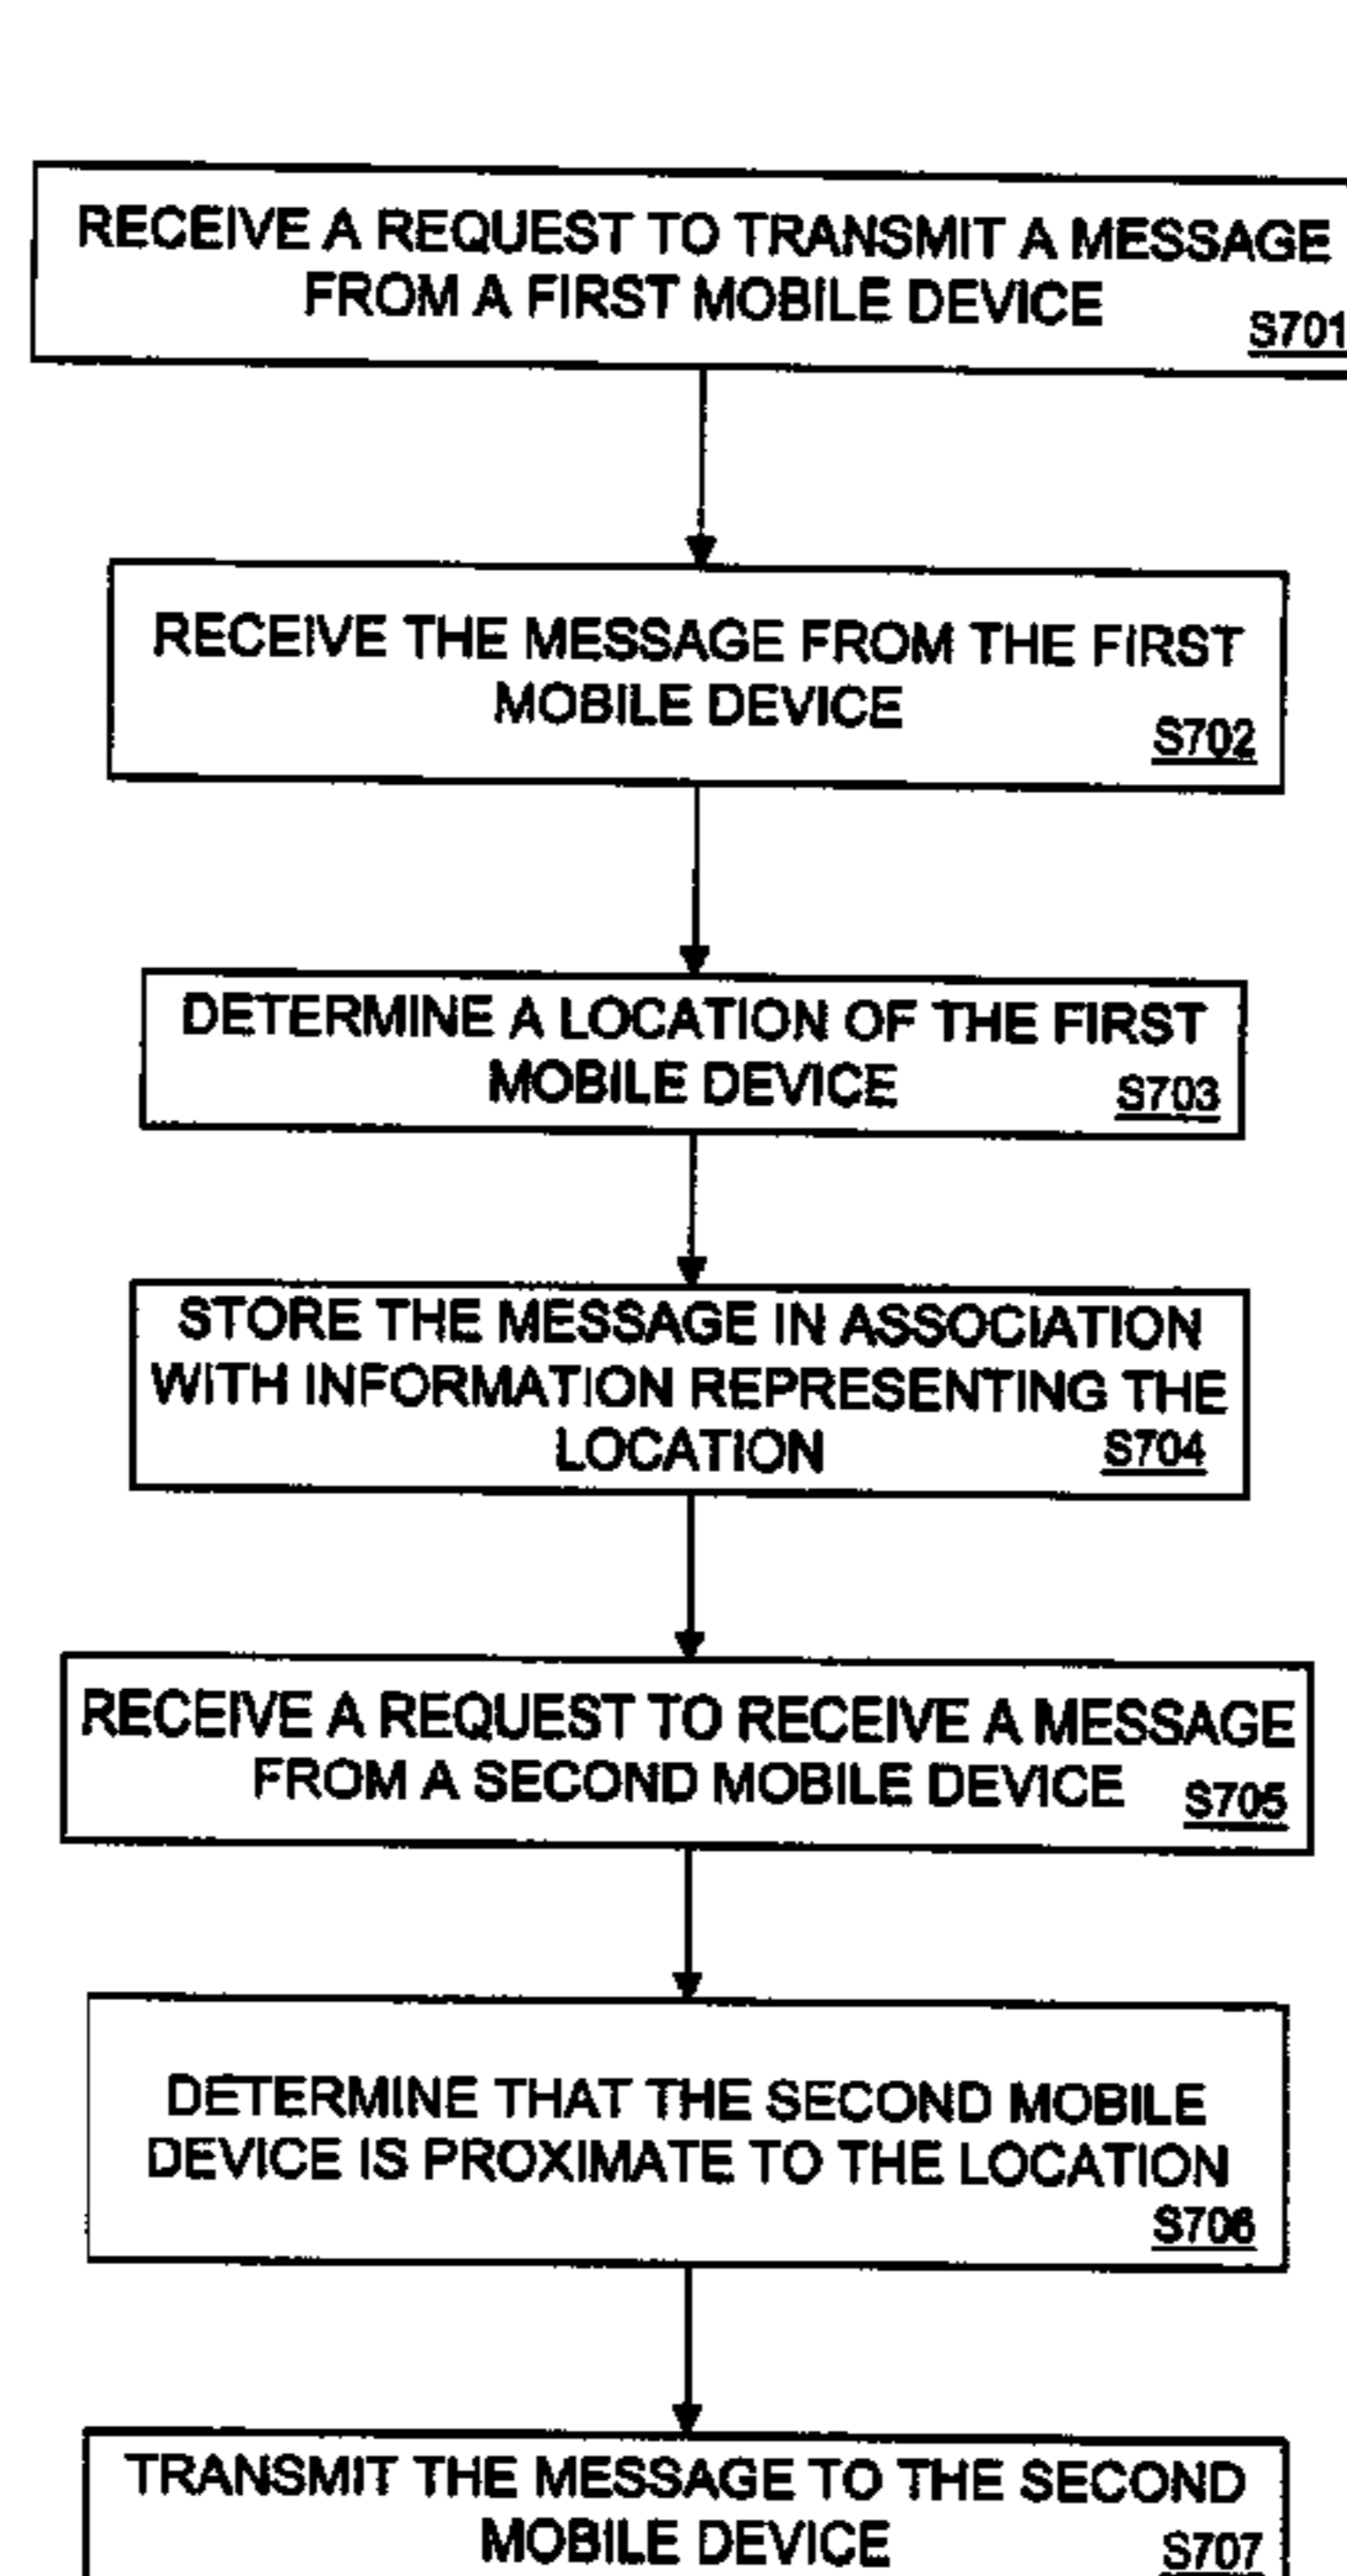 RECEIVE A REQUEST TO TRANSMIT A MESSAGE
FROM A FIRST MOBILE DEVICE
S701
RECEIVE THE MESSAGE FROM THE FIRST
MOBILE DEVICE
S702
DETERMINE A LOCATION OF THE FIRST
MOBILE DEVICE
S703
STORE THE MESSAGE IN ASSOCIATION
WITH INFORMATION REPRESENTING THE
LOCATION
S704
RECEIVE A REQUEST TO RECEIVE A MESSAGE
FROM A SECOND MOBILE DEVICE
S705
DETERMINE THAT THE SECOND MOBILE
DEVICE IS PROXIMATE TO THE LOCATION
S706
TRANSMIT THE MESSAGE TO THE SECOND
MOBILE DEVICE
S707